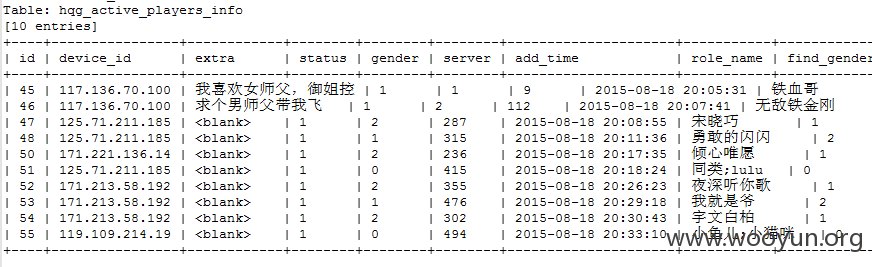 Table: hqg_active_players_info
[10 entries]
| id | device_id | extra | status | gender | server | add_time | role_name | find_gender
| 45 | 117.136.70.100 | 我喜欢女师父,御姐控 | 1 | 1 | 9 | 2015-08-18 20:05:31 | 铁血哥
| 46 | 117.136.70.100 | 求个男师父带我飞 | 1 | 2 | 112 | 2015-08-18 20:07:41 | 无敌铁金刚
| 47 | 125.71.211.185 | <blank> | 1 | 2 | 287 | 2015-08-18 20:08:55 | 宋晓巧 | 1
| 48 | 125.71.211.185 | <blank> | 1 | 1 | 315 | 2015-08-18 20:11:36 | 勇敢的闪闪 | 2
| 50 | 171.221.136.14 | <blank> | 1 | 2 | 236 | 2015-08-18 20:17:35 | 倾心唯愿 | 1
| 51 | 125.71.211.185 | <blank> | 1 | 0 | 415 | 2015-08-18 20:18:24 | 同类;lulu | 0
| 52 | 171.213.58.192 | <blank> | 1 | 2 | 355 | 2015-08-18 20:26:23 | 夜深听你歌 | 1
| 53 | 171.213.58.192 | <blank> | 1 | 1 | 476 | 2015-08-18 20:29:18 | 我就是爷 | 2
| 54 | 171.213.58.192 | <blank> | 1 | 2 | 302 | 2015-08-18 20:30:43 | 宇文白柏 | 1
| 55 | 119.109.214.19 | <blank> | 1 | 0 | 494 | 2015-08-18 20:33:10 | 小鱼儿;小猫咪 | 0
www.wooyun.org